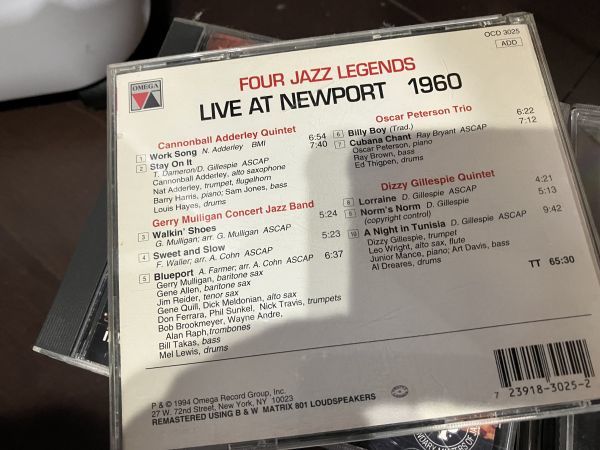 OCD 3025
ADD
OMEGA
FOUR JAZZ LEGENDS
LIVE AT NEWPORT 1960
Cannonball Adderley Quintet
1 Work Song N. Adderley BMI 6:54
2 Stay On It 7:40
T. Dameron/D. Gillespie ASCAP
Cannonball Adderley, alto saxophone
Nat Adderley, trumpet, flugelhorn
Barry Harris, piano; Sam Jones, bass
Louis Hayes, drums
Gerry Mulligan Concert Jazz Band
3 Walkin' Shoes 5:24
G. Mulligan; arr. G. Mulligan ASCAP
4 Sweet and Slow 5:23
F. Waller; arr. A. Cohn ASCAP
5 Blueport A. Farmer; arr. A. Cohn ASCAP 6:37
Gerry Mulligan, baritone sax
Gene Allen, baritone sax
Jim Reider, tenor sax
Gene Quill, Dick Meldonian, alto sax
Don Ferrara, Phil Sunkel, Nick Travis, trumpets
Bob Brookmeyer, Wayne Andre,
Alan Raph, trombones
Bill Takas, bass
Mel Lewis, drums
Oscar Peterson Trio
6 Billy Boy (Trad.) 6:22
7 Cubana Chant Ray Bryant ASCAP 7:12
Oscar Peterson, piano
Ray Brown, bass
Ed Thigpen, drums
Dizzy Gillespie Quintet
8 Lorraine D. Gillespie ASCAP 4:21
9 Norm's Norm D. Gillespie 5:13
(copyright control)
10 A Night in Tunisia D. Gillespie ASCAP 9:42
Dizzy Gillespie, trumpet
Leo Wright, alto sax, flute
Junior Mance, piano; Art Davis, bass
Al Dreares, drums
TT 65:30
P & © 1994 Omega Record Group, Inc.
27 W. 72nd Street, New York, NY 10023
REMASTERED USING B & W MATRIX 801 LOUDSPEAKERS
7 23918-3025-2